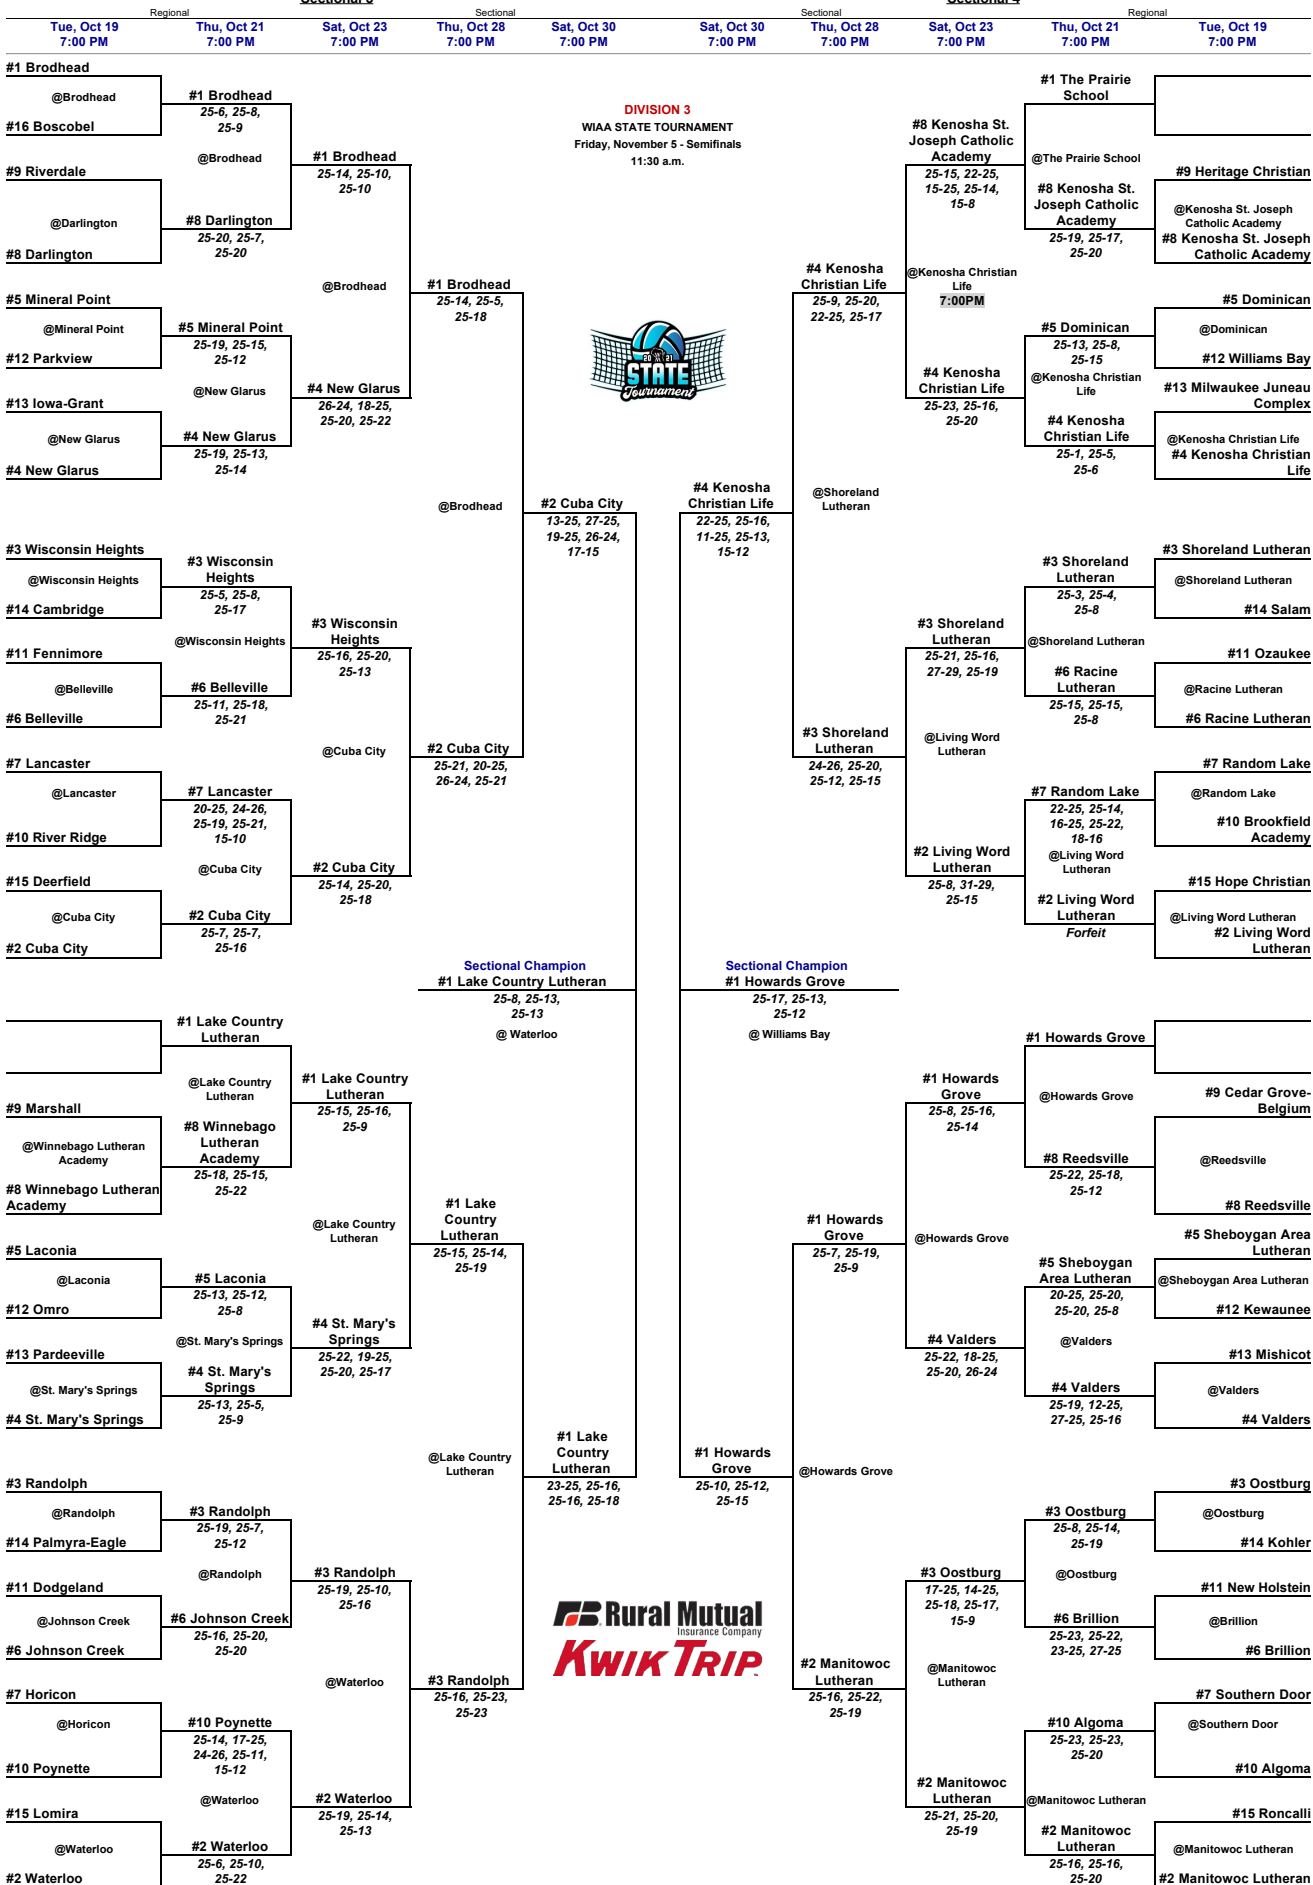 Sectional 3
Sectional 4
Regional
Sectional
Sectional
Regional
Tue, Oct 19
7:00 PM
Thu, Oct 21
7:00 PM
Sat, Oct 23
7:00 PM
Thu, Oct 28
7:00 PM
Sat, Oct 30
7:00 PM
Sat, Oct 30
7:00 PM
Thu, Oct 28
7:00 PM
Sat, Oct 23
7:00 PM
Thu, Oct 21
7:00 PM
Tue, Oct 19
7:00 PM
#1 Brodhead
@Brodhead
#16 Boscobel
#9 Riverdale
@Darlington
#8 Darlington
#5 Mineral Point
@Mineral Point
#12 Parkview
#13 Iowa-Grant
@New Glarus
#4 New Glarus
#3 Wisconsin Heights
@Wisconsin Heights
#14 Cambridge
#11 Fennimore
@Belleville
#6 Belleville
#7 Lancaster
@Lancaster
#10 River Ridge
#15 Deerfield
@Cuba City
#2 Cuba City
#1 Brodhead
25-6, 25-8,
25-9
@Brodhead
#8 Darlington
25-20, 25-7,
25-20
#5 Mineral Point
25-19, 25-15,
25-12
@New Glarus
#4 New Glarus
25-19, 25-13,
25-14
#3 Wisconsin
Heights
25-5, 25-8,
25-17
@Wisconsin Heights
#6 Belleville
25-11, 25-18,
25-21
#7 Lancaster
20-25, 24-26,
25-19, 25-21,
15-10
@Cuba City
#2 Cuba City
25-7, 25-7,
25-16
#1 Brodhead
25-14, 25-10,
25-10
@Brodhead
#4 New Glarus
26-24, 18-25,
25-20, 25-22
#3 Wisconsin
Heights
25-16, 25-20,
25-13
@Cuba City
#2 Cuba City
25-14, 25-20,
25-18
#1 Brodhead
25-14, 25-5,
25-18
@Brodhead
#2 Cuba City
25-21, 20-25,
26-24, 25-21
#2 Cuba City
13-25, 27-25,
19-25, 26-24,
17-15
DIVISION 3
WIAA STATE TOURNAMENT
Friday, November 5 - Semifinals
11:30 a.m.
20 21
STATE
Tournament
#4 Kenosha
Christian Life
22-25, 25-16,
11-25, 25-13,
15-12
#4 Kenosha
Christian Life
25-9, 25-20,
22-25, 25-17
@Shoreland
Lutheran
#3 Shoreland
Lutheran
24-26, 25-20,
25-12, 25-15
#8 Kenosha St.
Joseph Catholic
Academy
25-15, 22-25,
15-25, 25-14,
15-8
@Kenosha Christian
Life
7:00PM
#4 Kenosha
Christian Life
25-23, 25-16,
25-20
#3 Shoreland
Lutheran
25-21, 25-16,
27-29, 25-19
@Living Word
Lutheran
#2 Living Word
Lutheran
25-8, 31-29,
25-15
#1 The Prairie
School
@The Prairie School
#8 Kenosha St.
Joseph Catholic
Academy
25-19, 25-17,
25-20
#5 Dominican
25-13, 25-8,
25-15
@Kenosha Christian
Life
#4 Kenosha
Christian Life
25-1, 25-5,
25-6
#3 Shoreland
Lutheran
25-3, 25-4,
25-8
@Shoreland Lutheran
#6 Racine
Lutheran
25-15, 25-15,
25-8
#7 Random Lake
22-25, 25-14,
16-25, 25-22,
18-16
@Living Word
Lutheran
#2 Living Word
Lutheran
Forfeit
#9 Heritage Christian
@Kenosha St. Joseph
Catholic Academy
#8 Kenosha St. Joseph
Catholic Academy
#5 Dominican
@Dominican
#12 Williams Bay
#13 Milwaukee Juneau
Complex
@Kenosha Christian Life
#4 Kenosha Christian
Life
#3 Shoreland Lutheran
@Shoreland Lutheran
#14 Salam
#11 Ozaukee
@Racine Lutheran
#6 Racine Lutheran
#7 Random Lake
@Random Lake
#10 Brookfield
Academy
#15 Hope Christian
@Living Word Lutheran
#2 Living Word
Lutheran
Sectional Champion
#1 Lake Country Lutheran
25-8, 25-13,
25-13
@ Waterloo
Sectional Champion
#1 Howards Grove
25-17, 25-13,
25-12
@ Williams Bay
#9 Marshall
@Winnebago Lutheran
Academy
#8 Winnebago Lutheran
Academy
#5 Laconia
@Laconia
#12 Omro
#13 Pardeeville
@St. Mary's Springs
#4 St. Mary's Springs
#3 Randolph
@Randolph
#14 Palmyra-Eagle
#11 Dodgeland
@Johnson Creek
#6 Johnson Creek
#7 Horicon
@Horicon
#10 Poynette
#15 Lomira
@Waterloo
#2 Waterloo
#1 Lake Country
Lutheran
@Lake Country
Lutheran
#8 Winnebago
Lutheran
Academy
25-18, 25-15,
25-22
#5 Laconia
25-13, 25-12,
25-8
@St. Mary's Springs
#4 St. Mary's
Springs
25-13, 25-5,
25-9
#3 Randolph
25-19, 25-7,
25-12
@Randolph
#6 Johnson Creek
25-16, 25-20,
25-20
#10 Poynette
25-14, 17-25,
24-26, 25-11,
15-12
@Waterloo
#2 Waterloo
25-6, 25-10,
25-22
#1 Lake Country
Lutheran
25-15, 25-16,
25-9
@Lake Country
Lutheran
#4 St. Mary's
Springs
25-22, 19-25,
25-20, 25-17
#3 Randolph
25-19, 25-10,
25-16
@Waterloo
#2 Waterloo
25-19, 25-14,
25-13
#1 Lake
Country
Lutheran
25-15, 25-14,
25-19
@Lake Country
Lutheran
#3 Randolph
25-16, 25-23,
25-23
#1 Lake
Country
Lutheran
23-25, 25-16,
25-16, 25-18
Rural Mutual
Insurance Company
KWIK TRIP
#1 Howards
Grove
25-10, 25-12,
25-15
#1 Howards
Grove
25-7, 25-19,
25-9
@Howards Grove
#2 Manitowoc
Lutheran
25-16, 25-22,
25-19
#1 Howards
Grove
25-8, 25-16,
25-14
@Howards Grove
#4 Valders
25-22, 18-25,
25-20, 26-24
#3 Oostburg
17-25, 14-25,
25-18, 25-17,
15-9
@Manitowoc
Lutheran
#2 Manitowoc
Lutheran
25-21, 25-20,
25-19
#1 Howards Grove
@Howards Grove
#8 Reedsville
25-22, 25-18,
25-12
#5 Sheboygan
Area Lutheran
20-25, 25-20,
25-20, 25-8
@Valders
#4 Valders
25-19, 12-25,
27-25, 25-16
#3 Oostburg
25-8, 25-14,
25-19
@Oostburg
#6 Brillion
25-23, 25-22,
23-25, 27-25
#10 Algoma
25-23, 25-23,
25-20
@Manitowoc Lutheran
#2 Manitowoc
Lutheran
25-16, 25-16,
25-20
#9 Cedar Grove-
Belgium
@Reedsville
#8 Reedsville
#5 Sheboygan Area
Lutheran
@Sheboygan Area Lutheran
#12 Kewaunee
#13 Mishicot
@Valders
#4 Valders
#3 Oostburg
@Oostburg
#14 Kohler
#11 New Holstein
@Brillion
#6 Brillion
#7 Southern Door
@Southern Door
#10 Algoma
#15 Roncalli
@Manitowoc Lutheran
#2 Manitowoc Lutheran